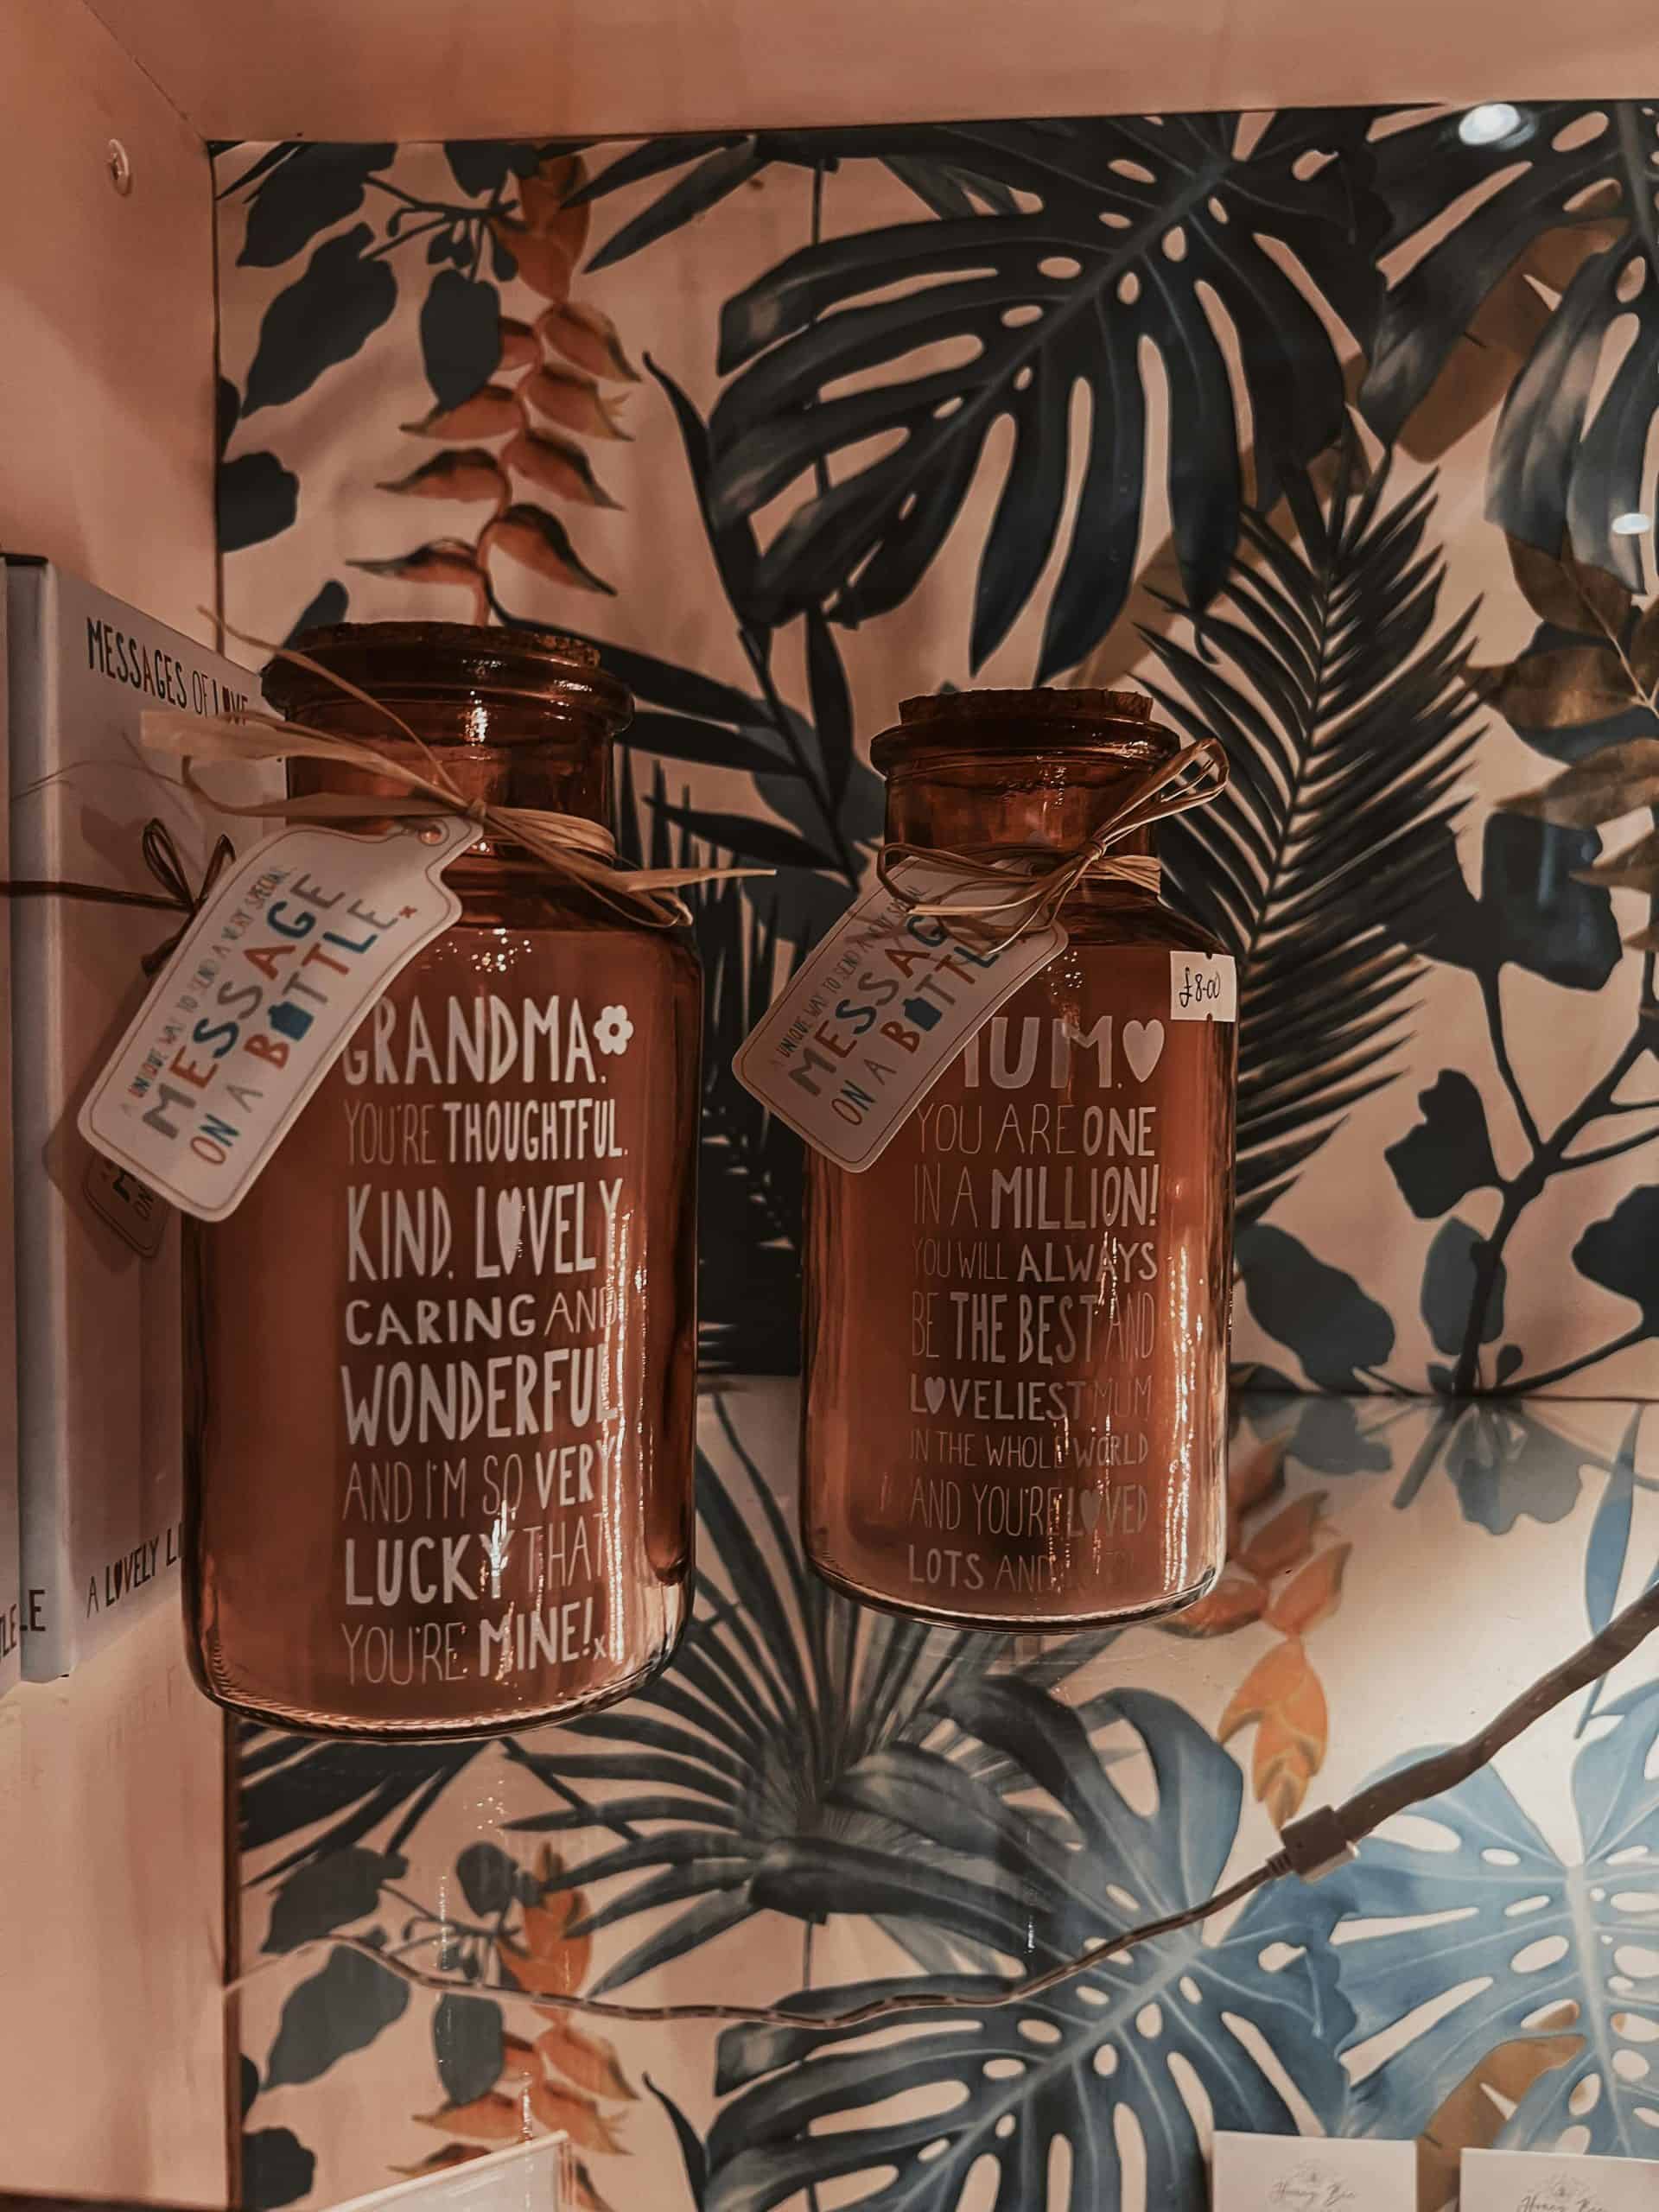 MESSAGES OF LOVE
A LOVELY
A UNIQUE WAY TO SEND A VERY SPECIAL
MESSAGE
ON A BOTTLE x
GRANDMA.
YOU'RE THOUGHTFUL.
KIND. LOVELY
CARING AND
WONDERFUL
AND I'M SO VERY
LUCKY THAT
YOU'RE MINE! x
A UNIQUE WAY TO SEND A VERY SPECIAL
MESSAGE
ON A BOTTLE
£8.00
MUM.
YOU ARE ONE
IN A MILLION!
YOU WILL ALWAYS
BE THE BEST AND
LOVELIEST MUM
IN THE WHOLE WORLD
AND YOU'RE LOVED
LOTS AND